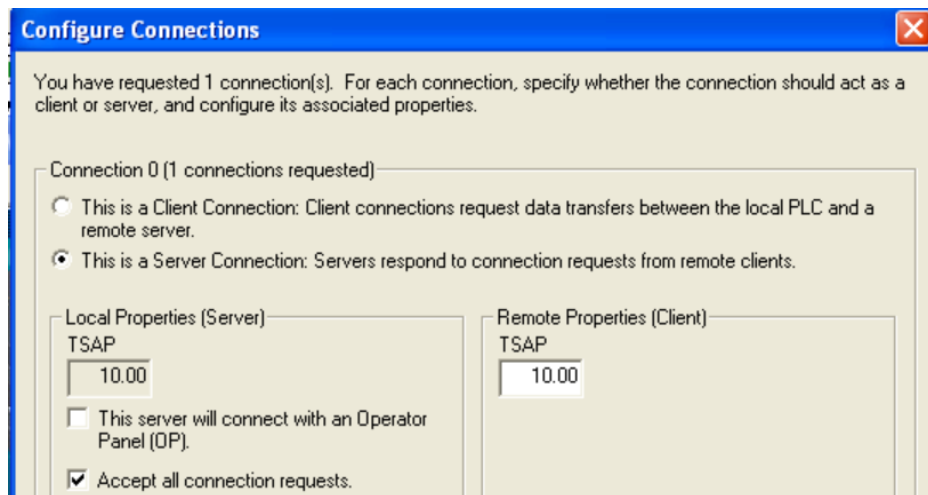 Configure Connections
You have requested 1 connection(s). For each connection, specify whether the connection should act as a
client or server, and configure its associated properties.
Connection 0 (1 connections requested)
This is a Client Connection: Client connections request data transfers between the local PLC and a
remote server.
This is a Server Connection: Servers respond to connection requests from remote clients.
Local Properties (Server)
TSAP
10.00
This server will connect with an Operator
Panel (OP).
Accept all connection requests.
Remote Properties (Client)
TSAP
10.00